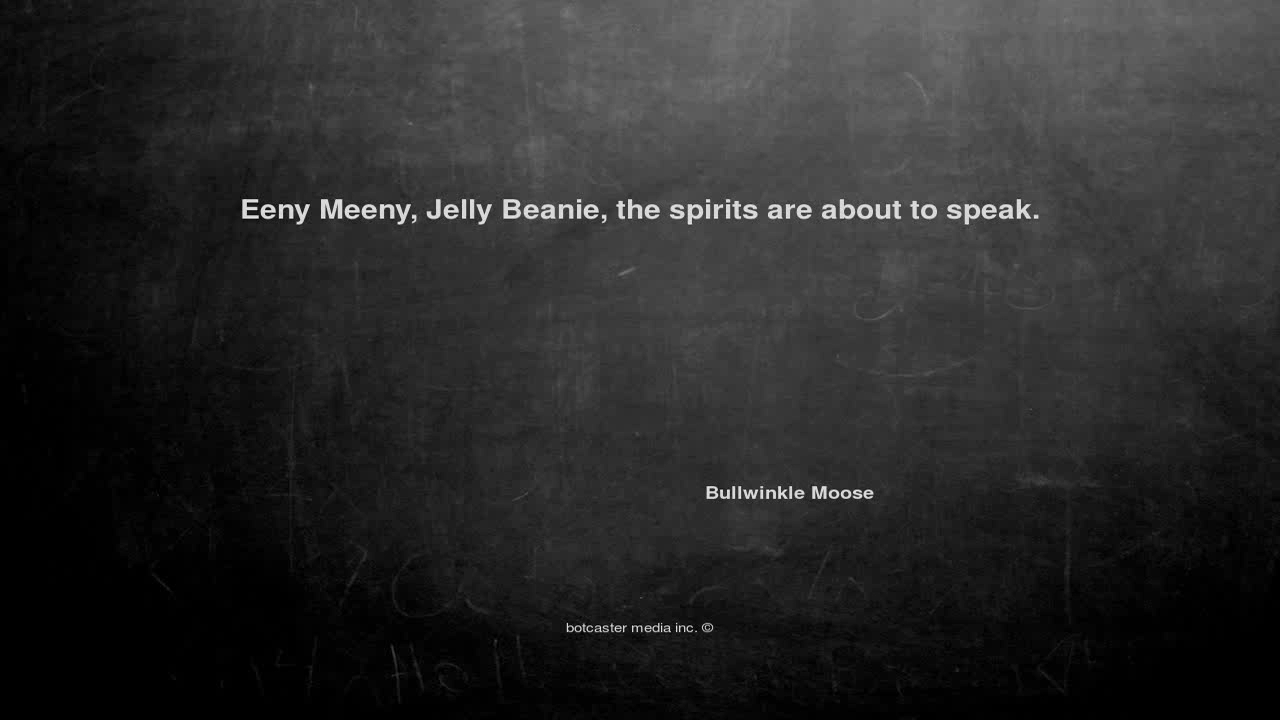 Eeny Meeny, Jelly Beanie, the spirits are about to speak.
Bullwinkle Moose
botcaster media inc. ©